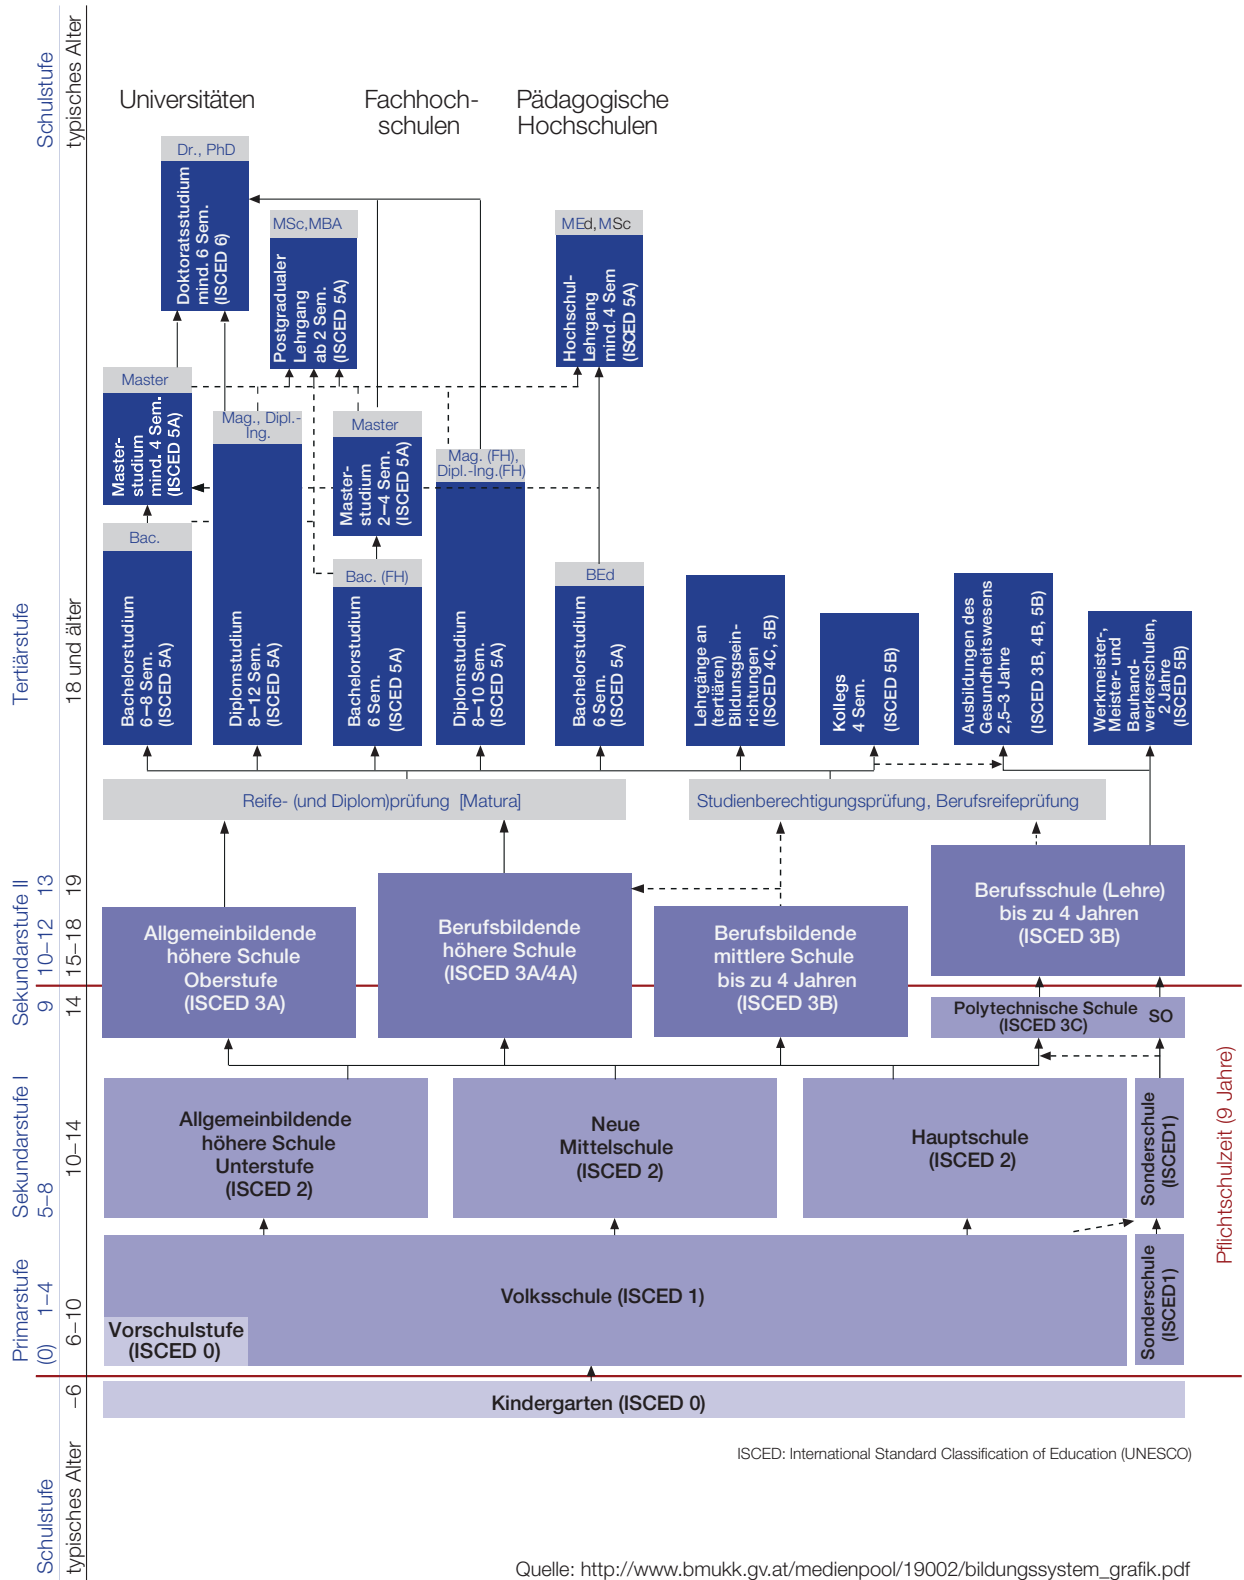 Schulstufe
typisches Alter
Universitäten
Fachhoch-
schulen
Pädagogische
Hochschulen
Dr., PhD
Doktoratsstudium
mind. 6 Sem.
(ISCED 6)
MSc,MBA
Postgradualer
Lehrgang
ab 2 Sem.
(ISCED 5A)
MEd,MSc
Hochschul-
Lehrgang
mind. 4 Sem
(ISCED 5A)
Master
Master-
studium
mind. 4 Sem.
(ISCED 5A)
Mag., Dipl.-
Ing.
Master
Master-
studium
2–4 Sem.
(ISCED 5A)
Mag. (FH),
Dipl.-Ing.(FH)
Bac.
Bac. (FH)
BEd
Tertiärstufe
18 und älter
Bachelorstudium
6–8 Sem.
(ISCED 5A)
Diplomstudium
8–12 Sem.
(ISCED 5A)
Bachelorstudium
6 Sem.
(ISCED 5A)
Diplomstudium
8–10 Sem.
(ISCED 5A)
Bachelorstudium
6 Sem.
(ISCED 5A)
Lehrgänge an
(tertiären)
Bildungssgsein-
richtungen
(ISCED 4C, 5B)
Kollegs
4 Sem.
(ISCED 5B)
Ausbildungen des
Gesundheitswesens
2,5–3 Jahre
(ISCED 3B, 4B, 5B)
Werkmeister-,
Meister- und
Bauhand-
werkerschulen,
2 Jahre
(ISCED 5B)
Reife- (und Diplom)prüfung [Matura]
Studienberechtigungsprüfung, Berufsreifeprüfung
Sekundarstufe II
9 10–12 13
14 15–18 19
Allgemeinbildende
höhere Schule
Oberstufe
(ISCED 3A)
Berufsbildende
höhere Schule
(ISCED 3A/4A)
Berufsbildende
mittlere Schule
bis zu 4 Jahren
(ISCED 3B)
Berufsschule (Lehre)
bis zu 4 Jahren
(ISCED 3B)
Polytechnische Schule
(ISCED 3C)
SO
Sekundarstufe I
5–8
10–14
Allgemeinbildende
höhere Schule
Unterstufe
(ISCED 2)
Neue
Mittelschule
(ISCED 2)
Hauptschule
(ISCED 2)
Sonderschule
(ISCED1)
Pflichtschulzeit (9 Jahre)
Primarstufe
(0) 1–4
6–10
Volksschule (ISCED 1)
Vorschulstufe
(ISCED 0)
Sonderschule
(ISCED1)
–6
Kindergarten (ISCED 0)
ISCED: International Standard Classification of Education (UNESCO)
Schulstufe
typisches Alter
Quelle: http://www.bmukk.gv.at/medienpool/19002/bildungssystem_grafik.pdf